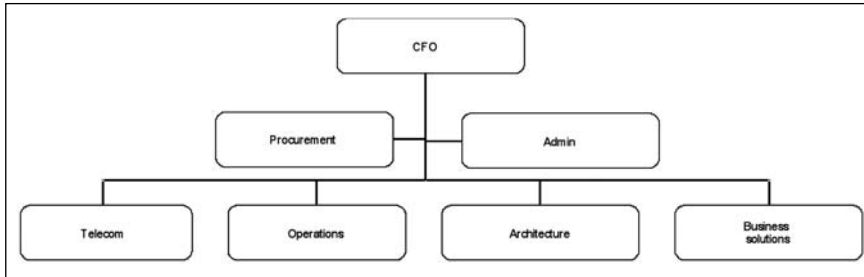 CFO
Procurement
Admin
Telecom
Operations
Architecture
Business
solutions